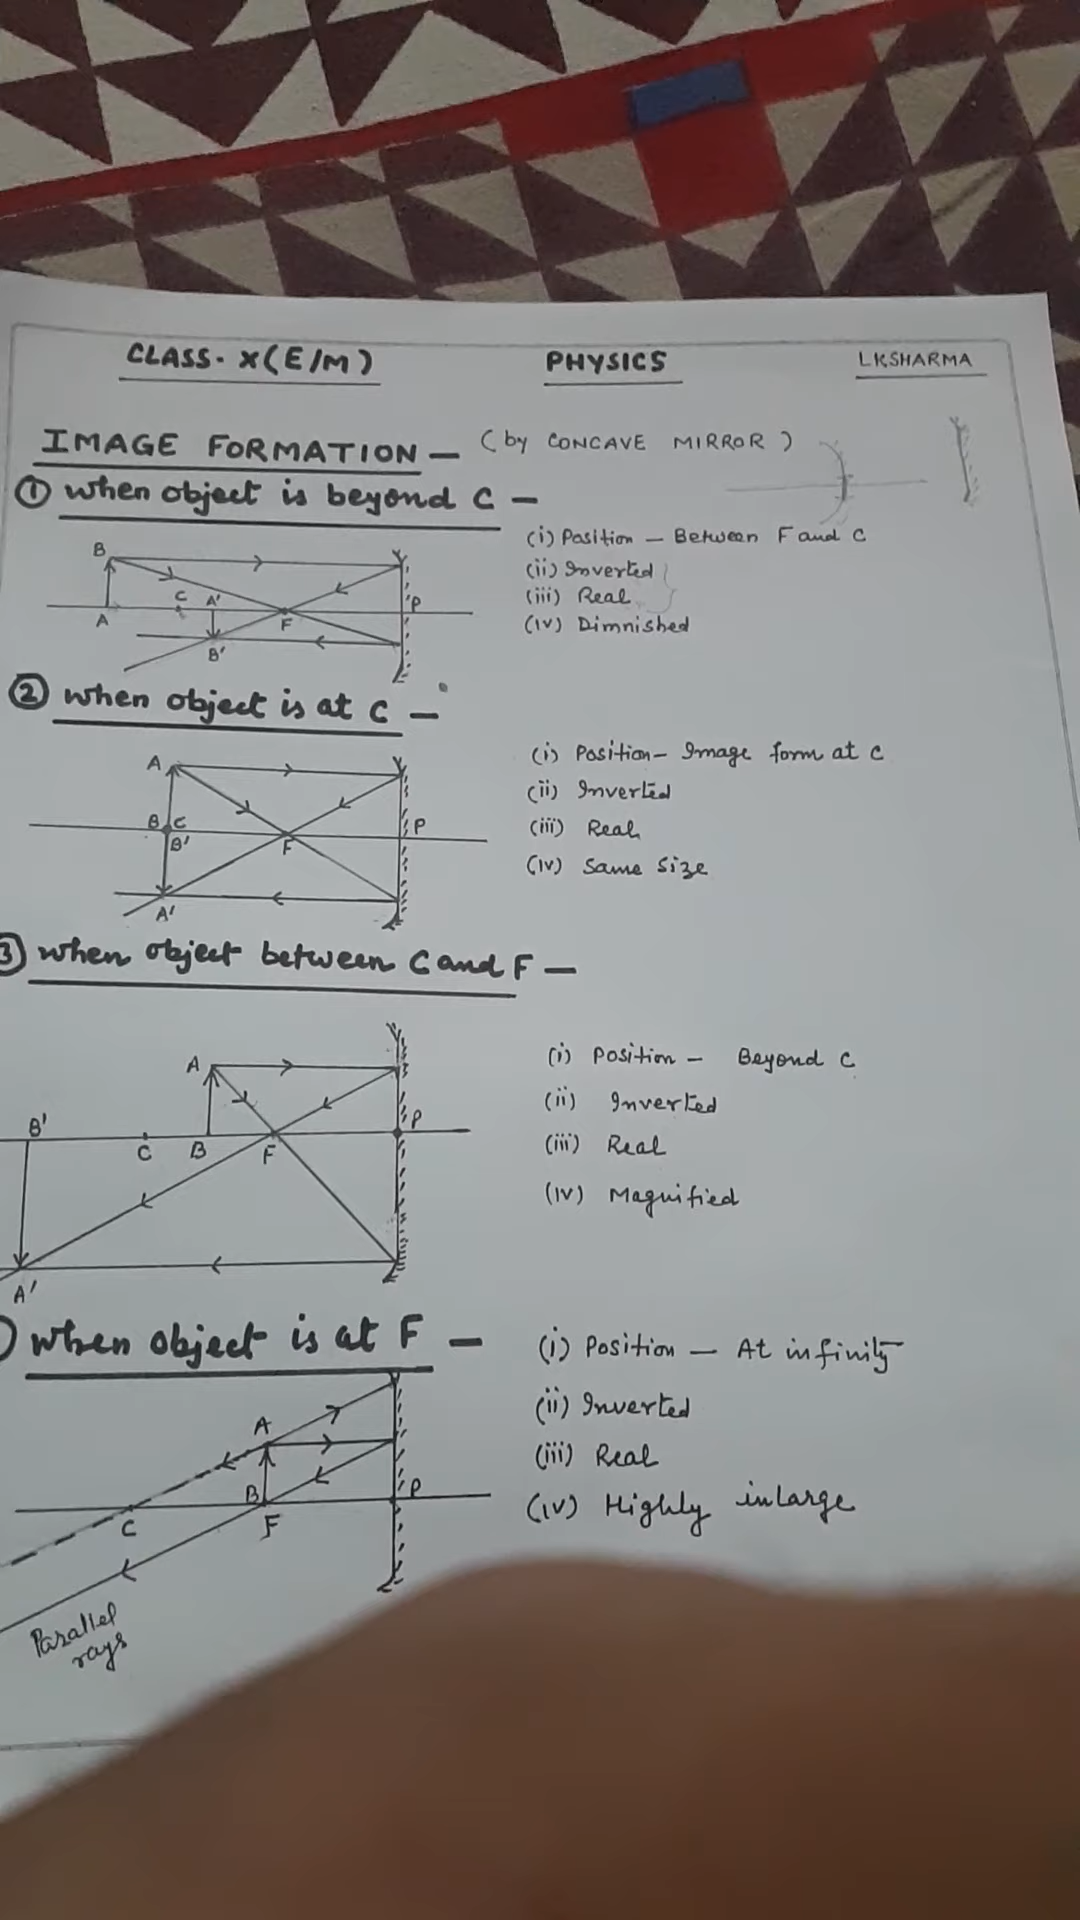 CLASS. X(E/M) PHYSICS LKSHARMA
IMAGE FORMATION — (by CONCAVE MIRROR)
① when object is beyond C —
(i) Position — Between F and C
(ii) Inverted
(iii) Real
(iv) Dimnished
B
C A' P
A F
B'
② when object is at C —
(i) Position — Image form at C
(ii) Inverted
(iii) Real
(iv) Same size
A
B C P
B' F
A'
3 when object between C and F —
(i) Position — Beyond C
(ii) Inverted
(iii) Real
(iv) Magnified
A
B' P
C B F
A'
when object is at F —
(i) Position — At infinity
(ii) Inverted
(iii) Real
(iv) Highly inlarge
A
B P
C F
Parallel
rays